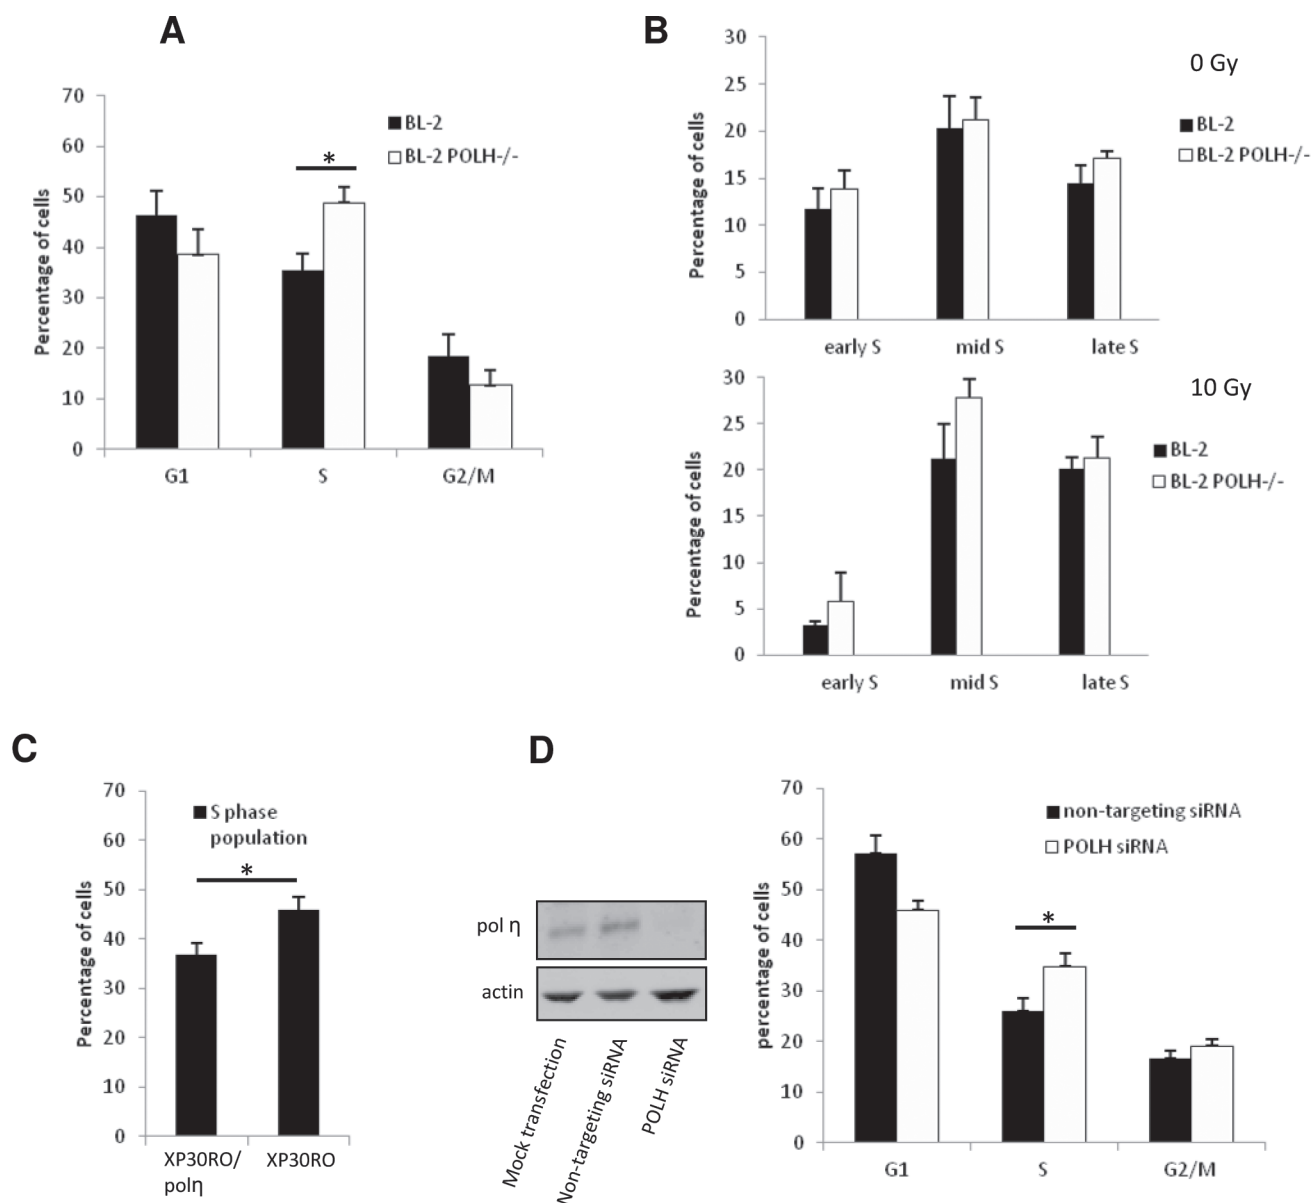 A
70
60
50
40
30
20
10
0
Percentage of cells
BL-2
BL-2 POLH-/-
*
G1
S
G2/M
B
30
25
20
15
10
5
0
Percentage of cells
0 Gy
BL-2
BL-2 POLH-/-
early S
mid S
late S
30
25
20
15
10
5
0
Percentage of cells
10 Gy
BL-2
BL-2 POLH-/-
early S
mid S
late S
C
70
60
50
40
30
20
10
0
Percentage of cells
S phase
population
*
XP30RO/
polη
XP30RO
D
pol η
actin
Mock transfection
Non-targeting siRNA
POLH siRNA
70
60
50
40
30
20
10
0
percentage of cells
non-targeting siRNA
POLH siRNA
*
G1
S
G2/M